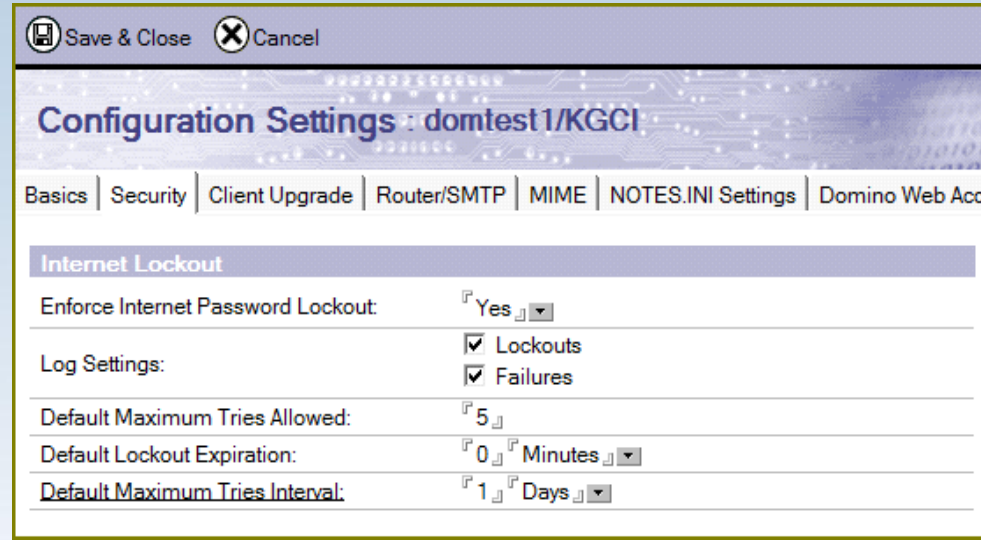 Save & Close Cancel
Configuration Settings : domtest1/KGCI
Basics | Security | Client Upgrade | Router/SMTP | MIME | NOTES.INI Settings | Domino Web
Internet Lockout
Enforce Internet Password Lockout: Yes
Log Settings: Lockouts
Failures
Default Maximum Tries Allowed: 5
Default Lockout Expiration: 0 Minutes
Default Maximum Tries Interval: 1 Days